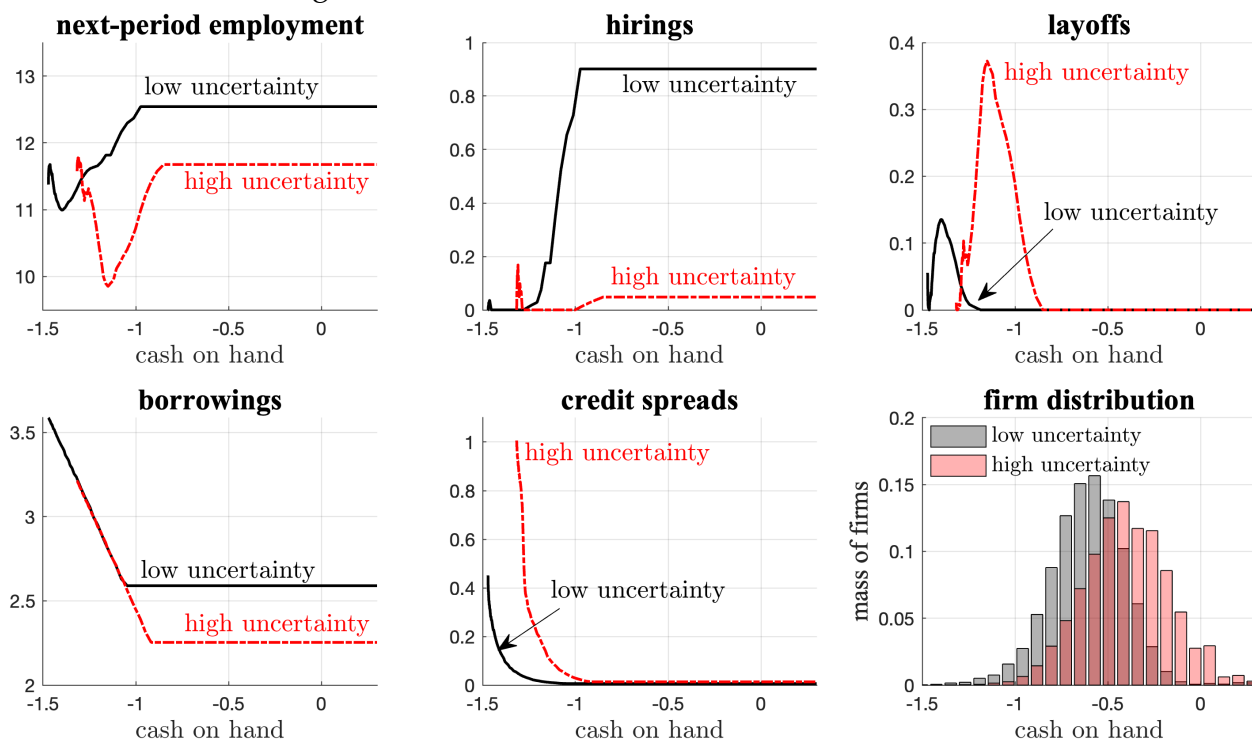 next-period employment
13
12
11
10
low uncertainty
high uncertainty
-1.5 -1 -0.5 0
cash on hand
hirings
1
0.8
0.6
0.4
0.2
0
low uncertainty
high uncertainty
-1.5 -1 -0.5 0
cash on hand
layoffs
0.4
0.3
0.2
0.1
0
high uncertainty
low uncertainty
-1.5 -1 -0.5 0
cash on hand
borrowings
3.5
3
2.5
2
low uncertainty
high uncertainty
-1.5 -1 -0.5 0
cash on hand
credit spreads
1
0.8
0.6
0.4
0.2
0
high uncertainty
low uncertainty
-1.5 -1 -0.5 0
cash on hand
firm distribution
0.2
0.15
0.1
0.05
0
mass of firms
low uncertainty
high uncertainty
-1.5 -1 -0.5 0
cash on hand